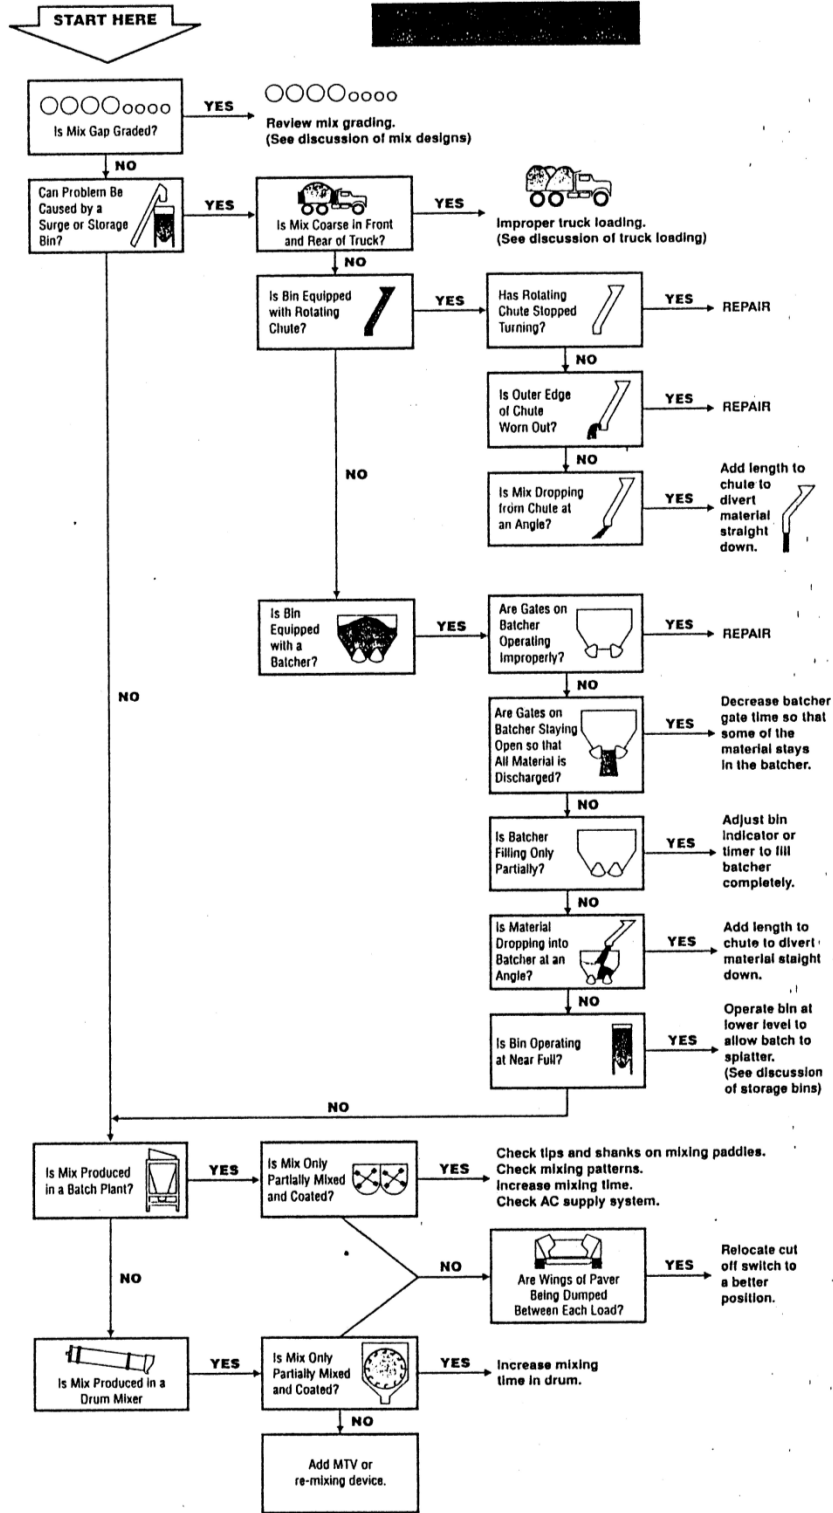 START HERE
Is Mix Gap Graded?
YES
Review mix grading.
(See discussion of mix designs)
NO
Can Problem Be
Caused by a
Surge or Storage
Bin?
YES
Is Mix Coarse in Front
and Rear of Truck?
YES
Improper truck loading.
(See discussion of truck loading)
NO
Is Bin Equipped
with Rotating
Chute?
YES
Has Rotating
Chute Stopped
Turning?
YES
REPAIR
NO
Is Outer Edge
of Chute
Worn Out?
YES
REPAIR
NO
Is Mix Dropping
from Chute at
an Angle?
YES
Add length to
chute to
divert
material
straight
down.
NO
Is Bin
Equipped
with a
Batcher?
YES
Are Gates on
Batcher
Operating
Improperly?
YES
REPAIR
NO
Are Gates on
Batcher Staying
Open so that
All Material is
Discharged?
YES
Decrease batcher
gate time so that
some of the
material stays
in the batcher.
NO
Is Batcher
Filling Only
Partially?
YES
Adjust bin
indicator or
timer to fill
batcher
completely.
NO
Is Material
Dropping into
Batcher at an
Angle?
YES
Add length to
chute to divert
material staight
down.
NO
Is Bin Operating
at Near Full?
YES
Operate bin at
lower level to
allow batch to
splatter.
(See discussion
of storage bins)
NO
NO
Is Mix Produced
in a Batch Plant?
YES
Is Mix Only
Partially Mixed
and Coated?
YES
Check tips and shanks on mixing paddles.
Check mixing patterns.
Increase mixing time.
Check AC supply system.
NO
NO
Are Wings of Paver
Being Dumped
Between Each Load?
YES
Relocate cut
off switch to
a better
position.
Is Mix Produced in a
Drum Mixer
YES
Is Mix Only
Partially Mixed
and Coated?
YES
Increase mixing
time in drum.
NO
Add MTV or
re-mixing device.